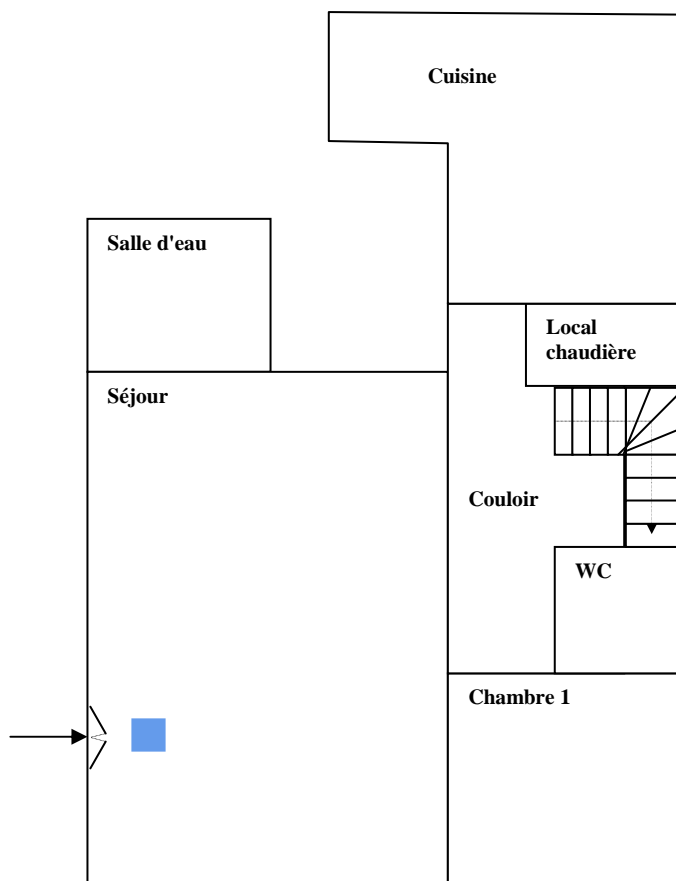 Cuisine
Salle d'eau
Local
chaudière
Séjour
Couloir
WC
Chambre 1